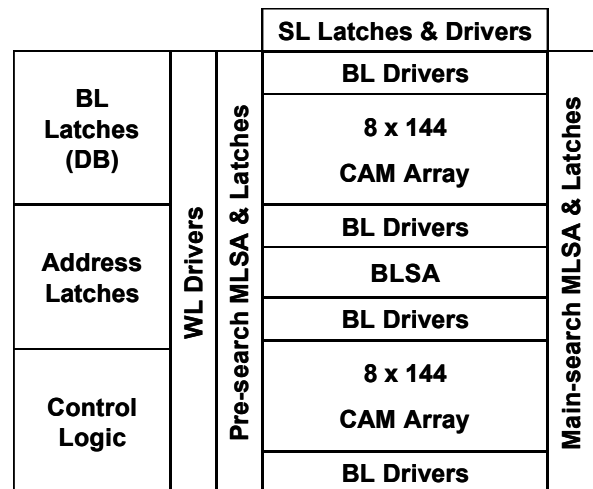 SL Latches & Drivers
BL
Latches
(DB)
Address
Latches
Control
Logic
WL Drivers
Pre-search MLSA & Latches
BL Drivers
8 x 144
CAM Array
BL Drivers
BLSA
BL Drivers
8 x 144
CAM Array
BL Drivers
Main-search MLSA & Latches